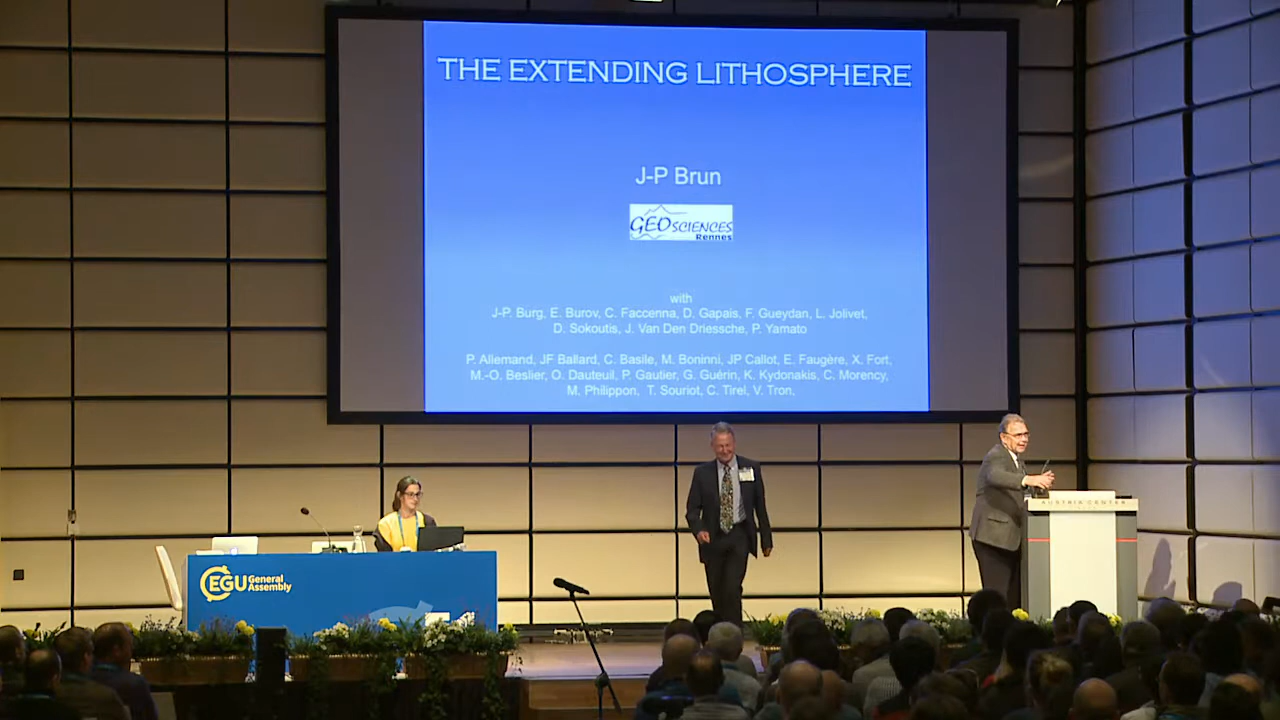 THE EXTENDING LITHOSPHERE
J-P Brun
GEOSCIENCES
Rennes
with
J-P. Burg, E. Burov, C. Faccenna, D. Gapais, F. Gueydan, L. Jolivet,
D. Sokoutis, J. Van Den Driessche, P. Yamato
P. Allemand, JF Ballard, C. Basile, M. Boninni, JP Callot, E. Faugère, X. Fort,
M.-O. Beslier, O. Dauteuil, P. Gautier, G. Guérin, K. Kydonakis, C. Morency,
M. Philippon, T. Souriot, C. Tirel, V. Tron,
AUSTRIA CENTER
EGU General
Assembly